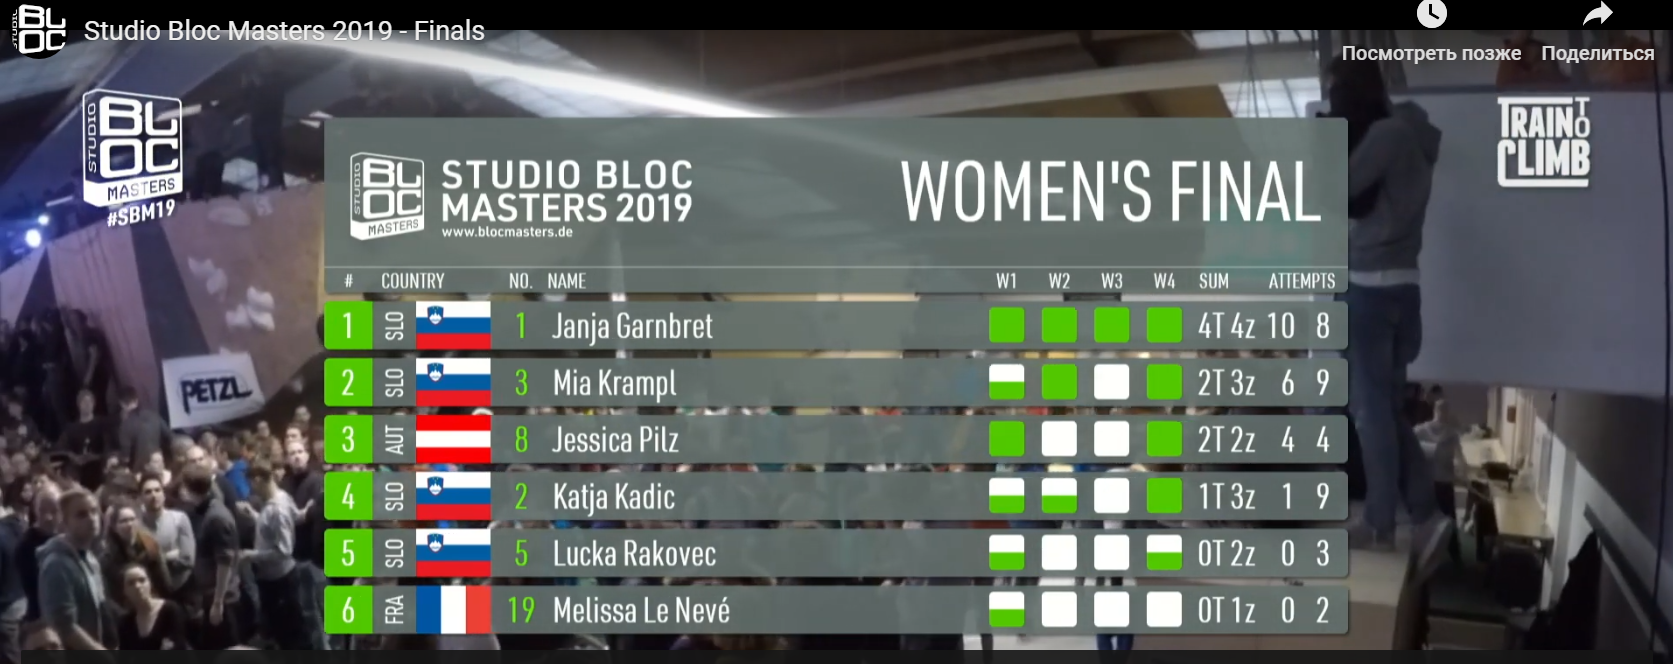 STUDIO BLOC
Studio Bloc Masters 2019 - Finals
Посмотреть позже
Поделиться
STUDIO BLOC
MASTERS
#SBM19
TRAIN TO
CLIMB
STUDIO BLOC
MASTERS
STUDIO BLOC
MASTERS 2019
www.blocmasters.de
WOMEN'S FINAL
# COUNTRY NO. NAME W1 W2 W3 W4 SUM ATTEMPTS
1 SLO 1 Janja Garnbret 4T 4z 10 8
2 SLO 3 Mia Krampl 2T 3z 6 9
3 AUT 8 Jessica Pilz 2T 2z 4 4
4 SLO 2 Katja Kadic 1T 3z 1 9
5 SLO 5 Lucka Rakovec 0T 2z 0 3
6 FRA 19 Melissa Le Nevé 0T 1z 0 2
PETZL